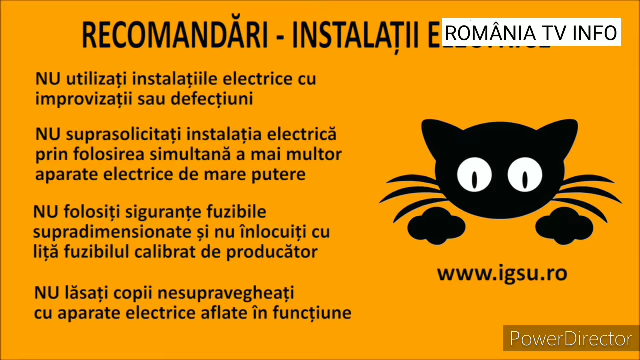 RECOMANDĂRI - INSTALAȚII
ROMÂNIA TV INFO
NU utilizați instalațiile electrice cu
improvizații sau defecțiuni
NU suprasolicitați instalația electrică
prin folosirea simultană a mai multor
aparate electrice de mare putere
NU folosiți siguranțe fuzibile
supradimensionate și nu înlocuiți cu
liță fuzibilul calibrat de producător
NU lăsați copii nesupravegheați
cu aparate electrice aflate în funcțiune
www.igsu.ro
PowerDirector